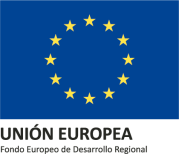 UNIÓN EUROPEA
Fondo Europeo de Desarrollo Regional